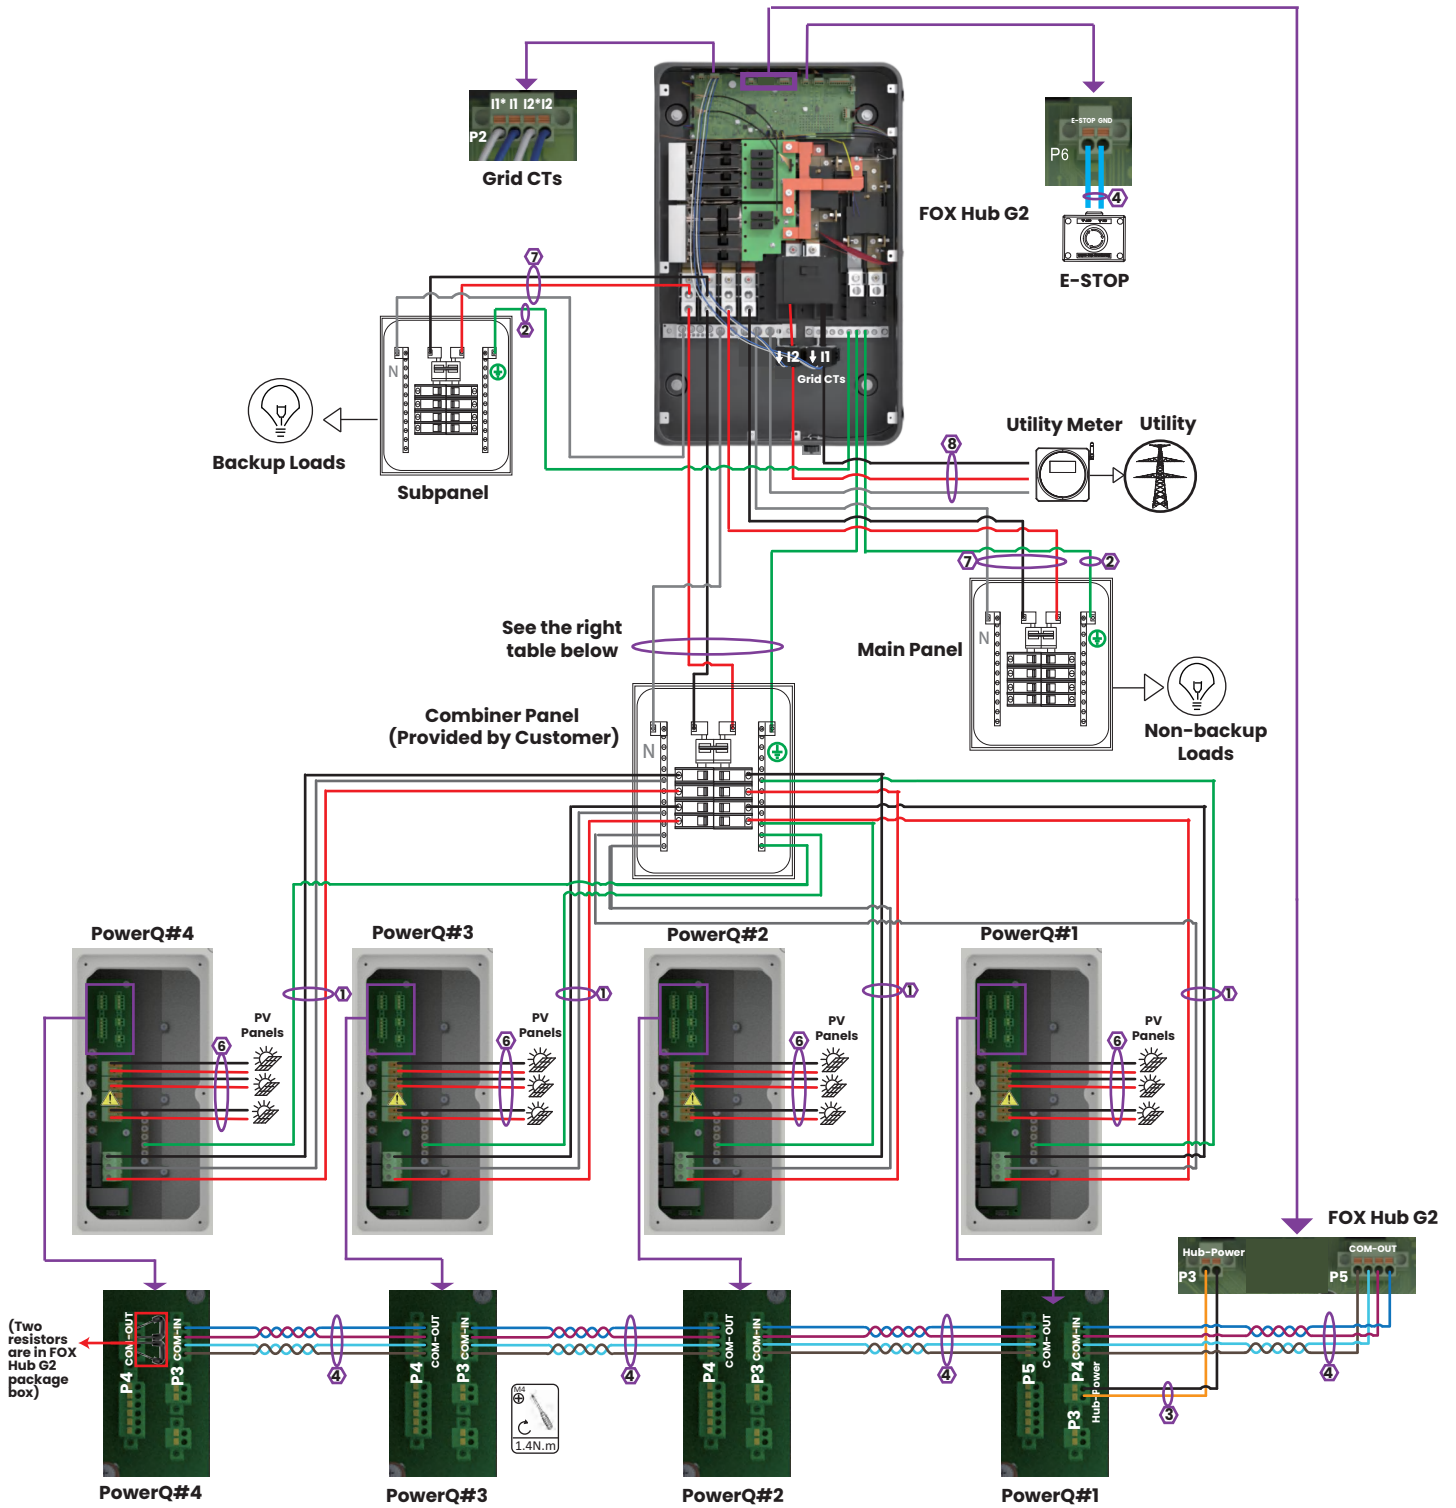 I1* I1 I2* I2
P2
Grid CTs
E-STOP GND
P6
4
E-STOP
FOX Hub G2
7
2
N
Backup Loads
Subpanel
I2 I1
Grid CTs
Utility Meter
Utility
8
7
2
See the right
table below
Main Panel
N
Non-backup
Loads
Combiner Panel
(Provided by Customer)
N
PowerQ#4
PowerQ#3
PowerQ#2
PowerQ#1
1
1
1
1
PV
Panels
PV
Panels
PV
Panels
PV
Panels
6
6
6
6
FOX Hub G2
Hub-Power
COM-OUT
P3
P5
(Two
resistors
are in FOX
Hub G2
package
box)
COM-OUT
P4
COM-IN
P3
4
COM-OUT
P4
COM-IN
P3
4
COM-OUT
P4
COM-IN
P3
4
COM-OUT
P5
COM-IN
P4
Hub-Power
P3
4
3
M4
1.4N.m
PowerQ#4
PowerQ#3
PowerQ#2
PowerQ#1